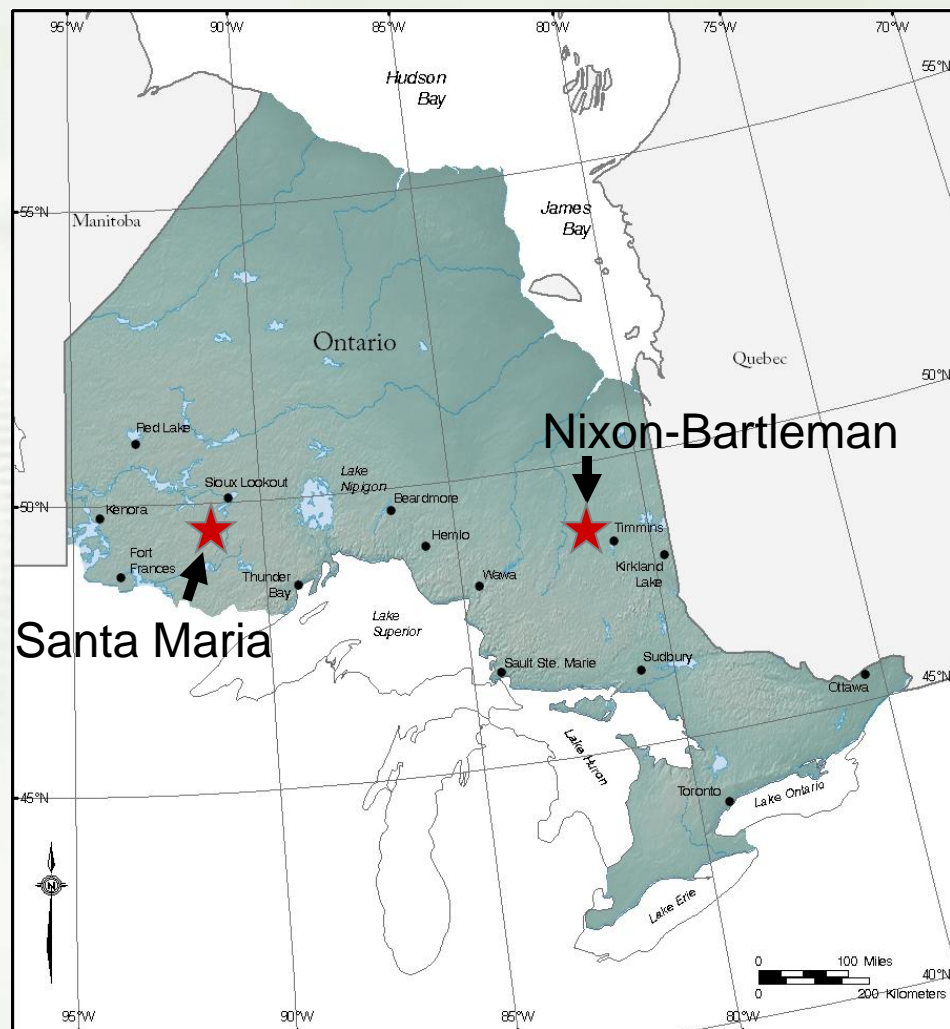 95°W
90°W
85°W
80°W
75°W
70°W
55°N
Hudson
Bay
55°N
Manitoba
James
Bay
Ontario
Quebec
50°N
Nixon-Bartleman
Red Lake
Sioux Lookout
Lake
Nipigon
Beardmore
50°N
Kenora
Hemlo
Timmins
Fort
Frances
Thunder
Bay
Wawa
Kirkland
Lake
Santa Maria
Lake
Superior
Sault Ste. Marie
Sudbury
Ottawa
45°N
Lake Huron
Toronto
Lake Ontario
45°N
N
Lake Erie
0 100 Miles
0 200 Kilometers
40°N
95°W
90°W
85°W
80°W